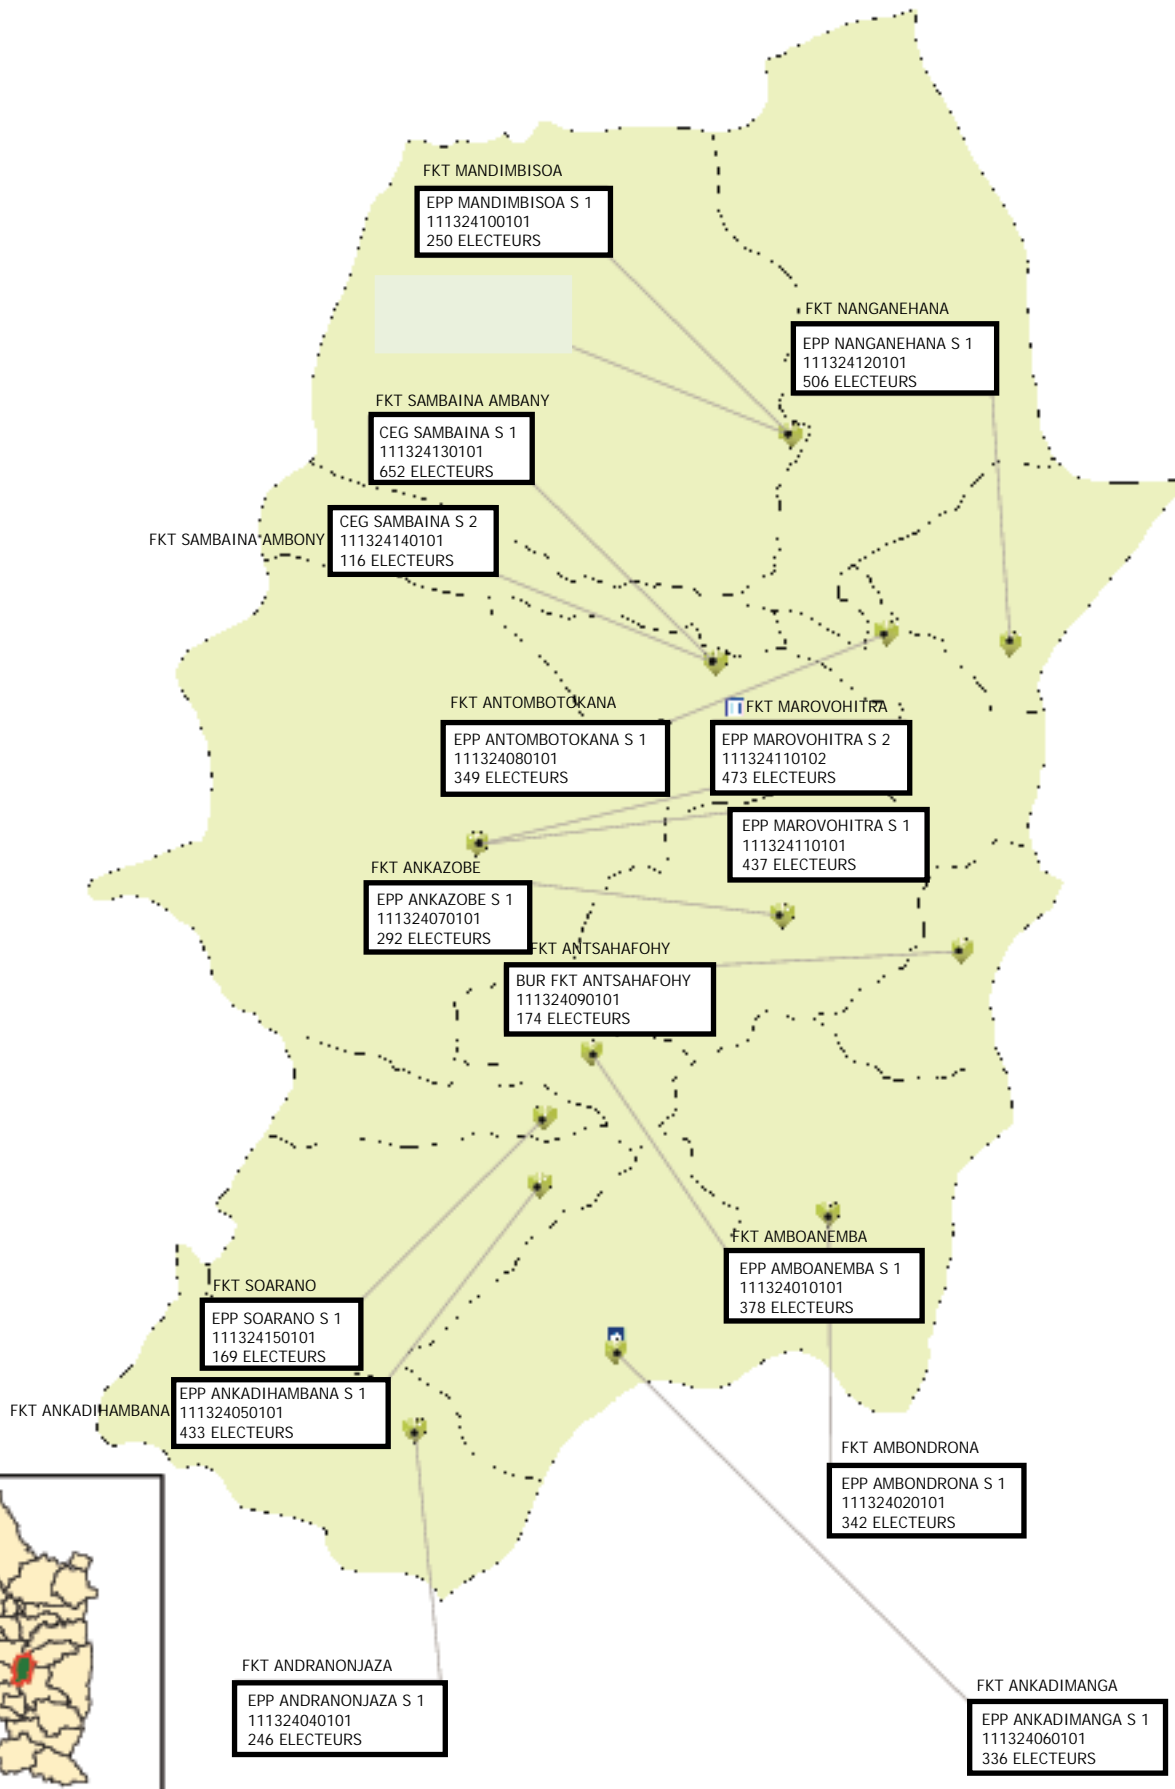 FKT MANDIMBISOA
EPP MANDIMBISOA S 1
111324100101
250 ELECTEURS
FKT NANGANEHANA
EPP NANGANEHANA S 1
111324120101
506 ELECTEURS
FKT SAMBAINA AMBANY
CEG SAMBAINA S 1
111324130101
652 ELECTEURS
FKT SAMBAINA AMBONY
CEG SAMBAINA S 2
111324140101
116 ELECTEURS
FKT ANTOMBOTOKANA
EPP ANTOMBOTOKANA S 1
111324080101
349 ELECTEURS
FKT MAROVOHITRA
EPP MAROVOHITRA S 2
111324110102
473 ELECTEURS
EPP MAROVOHITRA S 1
111324110101
437 ELECTEURS
FKT ANKAZOBE
EPP ANKAZOBE S 1
111324070101
292 ELECTEURS
FKT ANTSAHAFOHY
BUR FKT ANTSAHAFOHY
111324090101
174 ELECTEURS
FKT AMBOANEMBA
EPP AMBOANEMBA S 1
111324010101
378 ELECTEURS
FKT SOARANO
EPP SOARANO S 1
111324150101
169 ELECTEURS
FKT ANKADIHAMBANA
EPP ANKADIHAMBANA S 1
111324050101
433 ELECTEURS
FKT AMBONDRONA
EPP AMBONDRONA S 1
111324020101
342 ELECTEURS
FKT ANDRANONJAZA
EPP ANDRANONJAZA S 1
111324040101
246 ELECTEURS
FKT ANKADIMANGA
EPP ANKADIMANGA S 1
111324060101
336 ELECTEURS